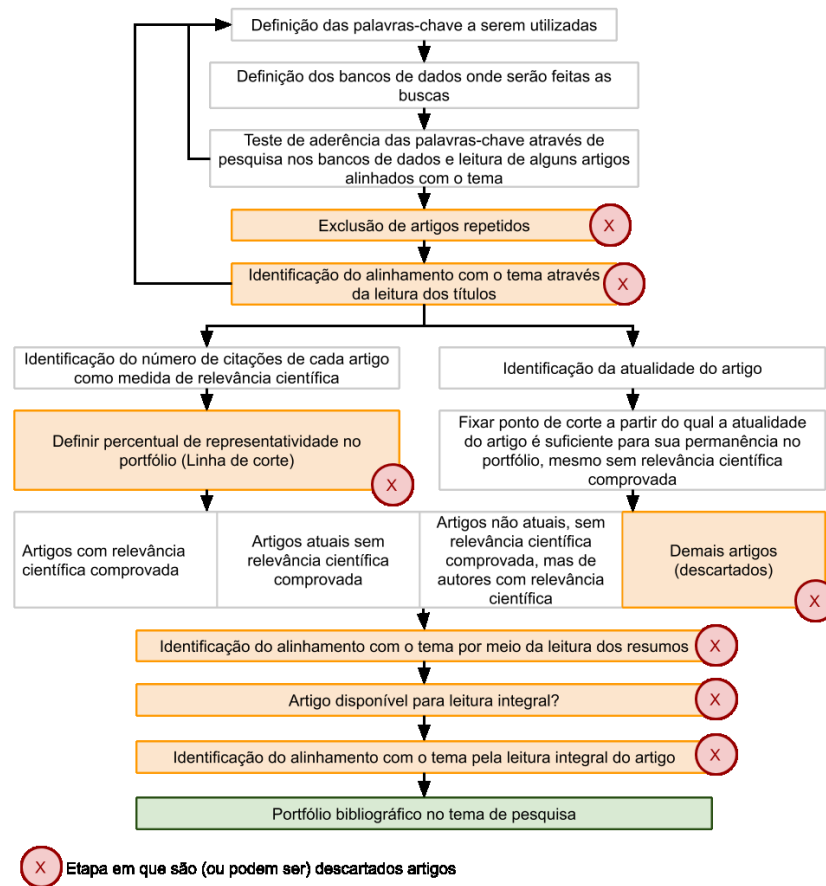 Definição das palavras-chave a serem utilizadas
Definição dos bancos de dados onde serão feitas as
buscas
Teste de aderência das palavras-chave através de
pesquisa nos bancos de dados e leitura de alguns artigos
alinhados com o tema
Exclusão de artigos repetidos
X
Identificação do alinhamento com o tema através
da leitura dos títulos
X
Identificação do número de citações de cada artigo
como medida de relevância científica
Identificação da atualidade do artigo
Definir percentual de representatividade no
portfólio (Linha de corte)
X
Fixar ponto de corte a partir do qual a atualidade
do artigo é suficiente para sua permanência no
portfólio, mesmo sem relevância científica
comprovada
Artigos com relevância
científica comprovada
Artigos atuais sem
relevância científica
comprovada
Artigos não atuais, sem
relevância científica
comprovada, mas de
autores com relevância
científica
Demais artigos
(descartados)
X
Identificação do alinhamento com o tema por meio da leitura dos resumos
X
Artigo disponível para leitura integral?
X
Identificação do alinhamento com o tema pela leitura integral do artigo
X
Portfólio bibliográfico no tema de pesquisa
X
Etapa em que são (ou podem ser) descartados artigos